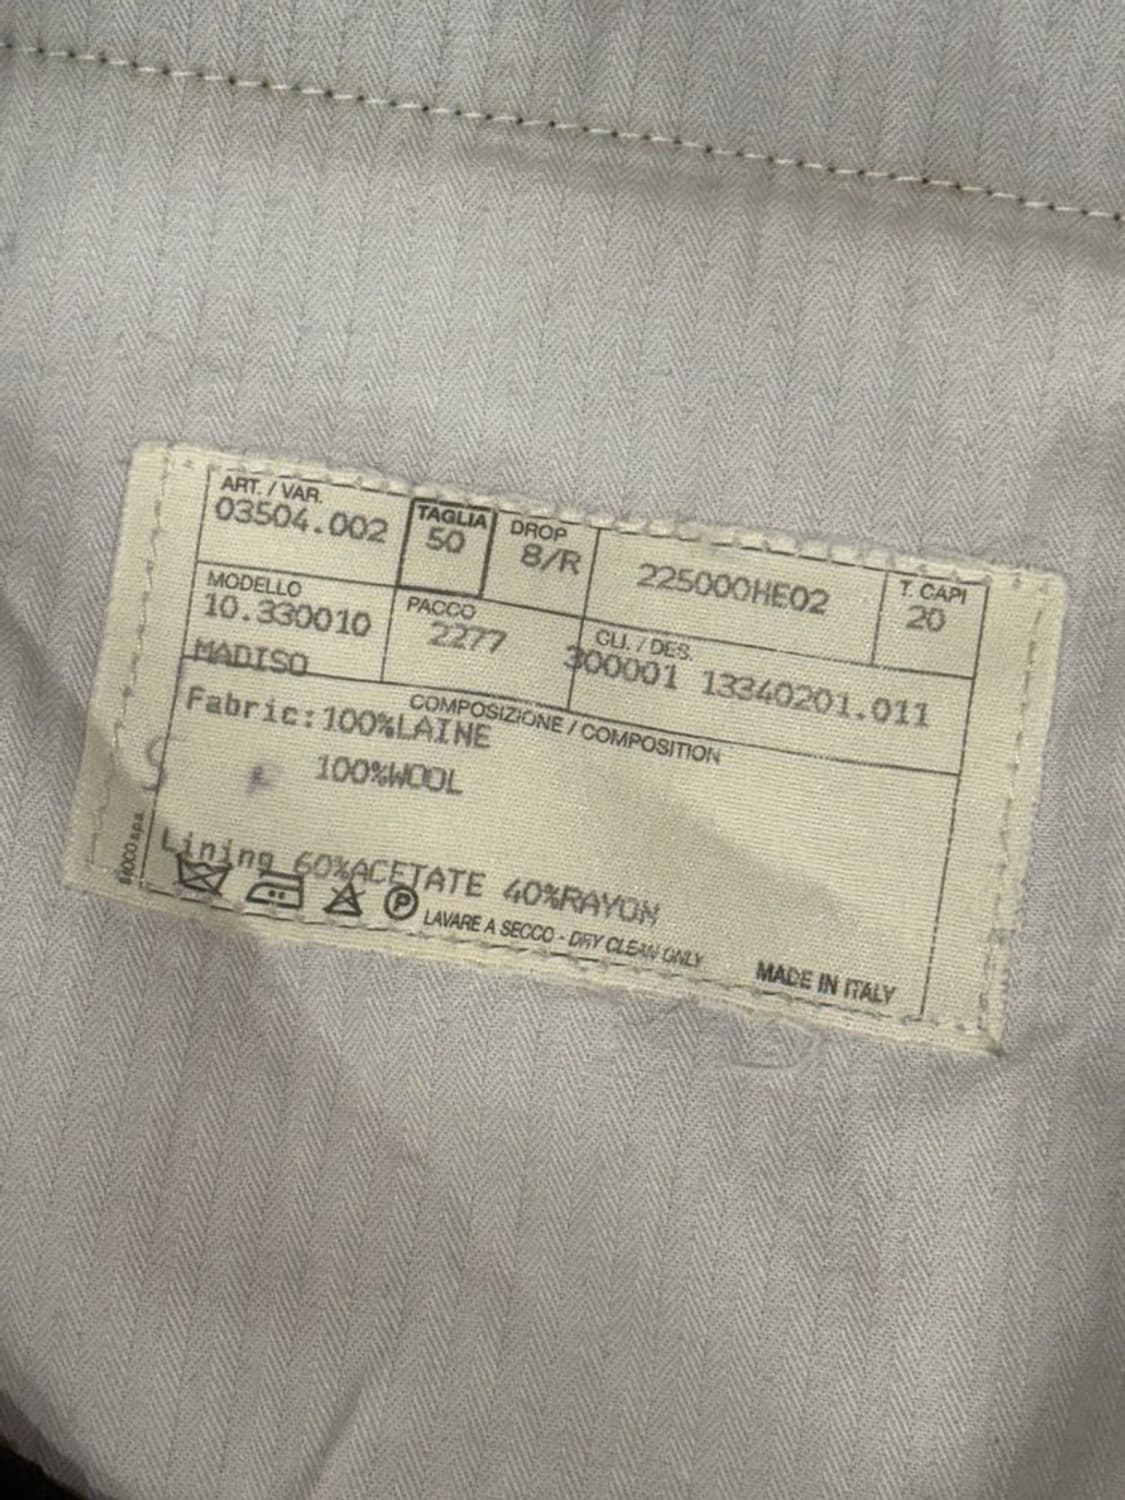 ART. / VAR. TAGLIA DROP T. CAPI
03504.002 50 8/R 225000HE02 20
MODELLO PACCO CLI. / DES.
10.330010 2277 300001 13340201.011
MADISO
COMPOSIZIONE / COMPOSITION
Fabric:100%LAINE
100%WOOL
Lining 60%ACETATE 40%RAYON
P LAVARE A SECCO - DRY CLEAN ONLY
MADE IN ITALY
s.p.a.